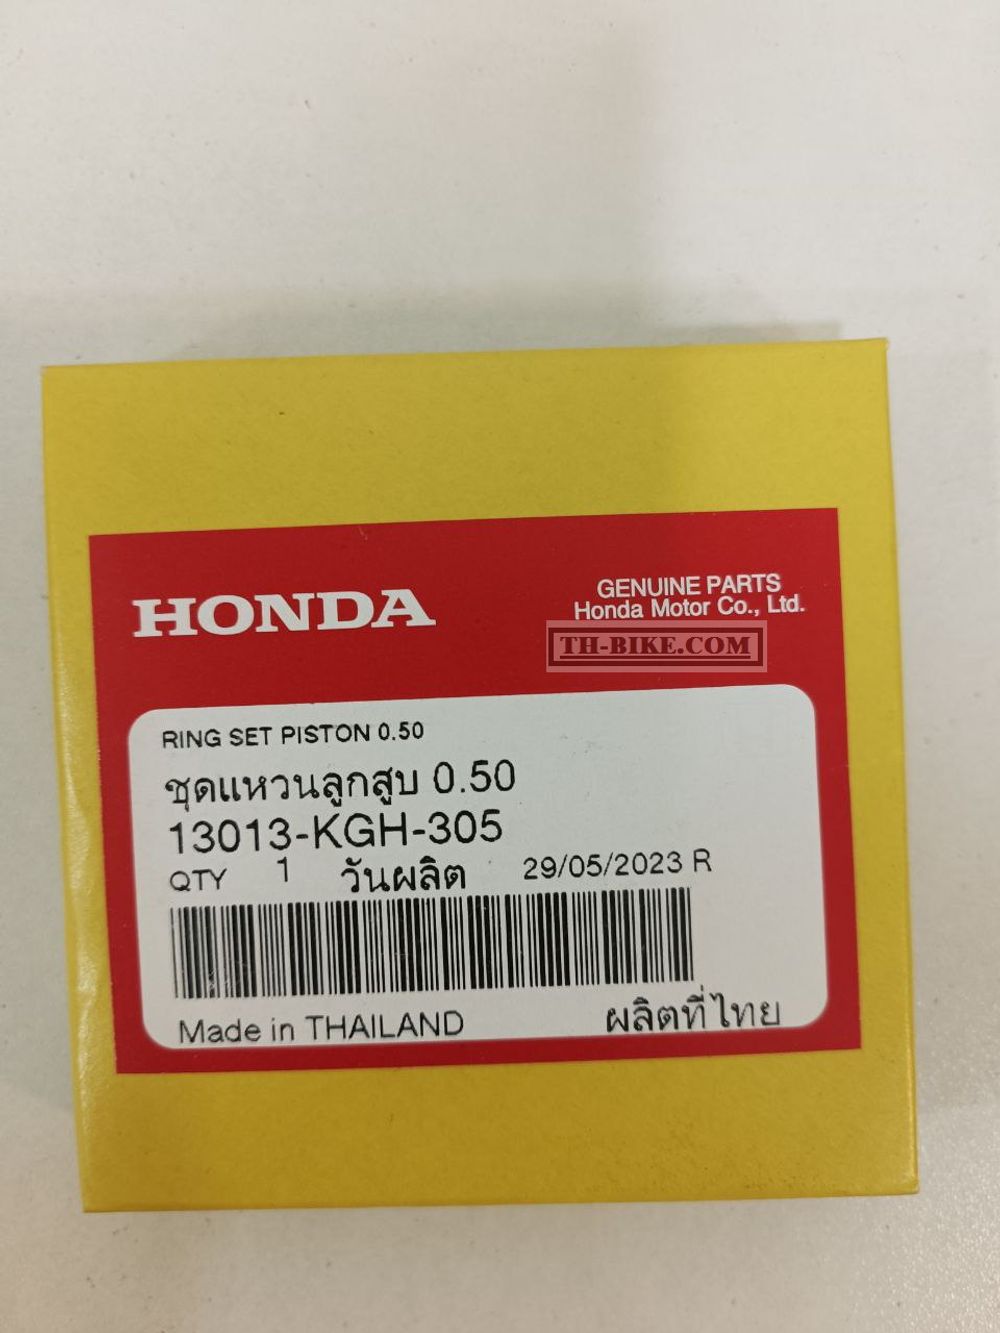 HONDA
GENUINE PARTS
Honda Motor Co., Ltd.
TH-BIKE.COM
RING SET PISTON 0.50
ชุดแหวนลูกสูบ 0.50
13013-KGH-305
QTY 1 วันผลิต 29/05/2023 R
Made in THAILAND ผลิตที่ไทย